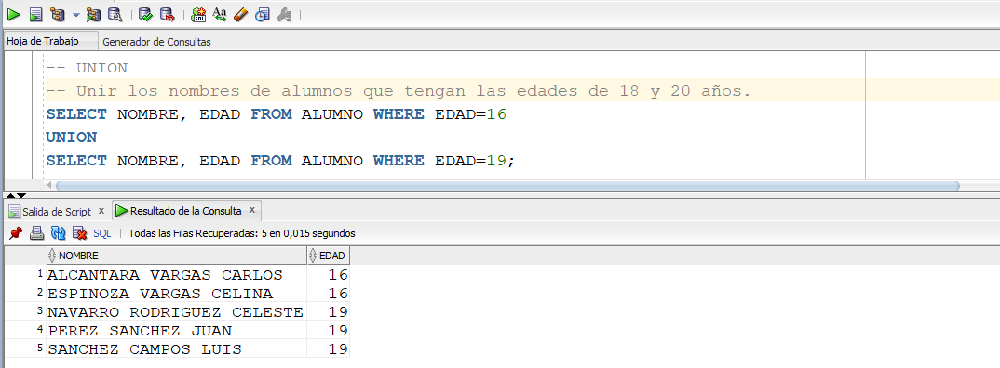 Hoja de Trabajo Generador de Consultas
-- UNION
-- Unir los nombres de alumnos que tengan las edades de 18 y 20 años.
SELECT NOMBRE, EDAD FROM ALUMNO WHERE EDAD=16
UNION
SELECT NOMBRE, EDAD FROM ALUMNO WHERE EDAD=19;
Salida de Script x Resultado de la Consulta x
SQL Todas las Filas Recuperadas: 5 en 0,015 segundos
NOMBRE EDAD
1 ALCANTARA VARGAS CARLOS 16
2 ESPINOZA VARGAS CELINA 16
3 NAVARRO RODRIGUEZ CELESTE 19
4 PEREZ SANCHEZ JUAN 19
5 SANCHEZ CAMPOS LUIS 19